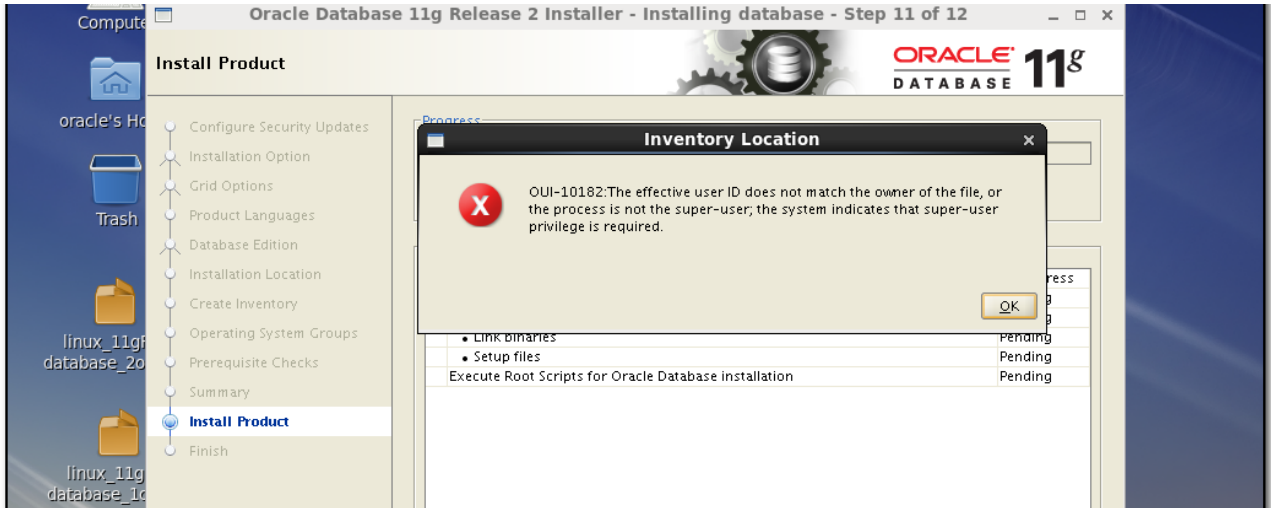 Compute
Oracle Database 11g Release 2 Installer - Installing database - Step 11 of 12
Install Product
ORACLE
DATABASE
11g
oracle's Ho
Trash
linux_11gR
database_2o
linux_11g
database_1o
Configure Security Updates
Installation Option
Grid Options
Product Languages
Database Edition
Installation Location
Create Inventory
Operating System Groups
Prerequisite Checks
Summary
Install Product
Finish
Progress
Inventory Location
OUI-10182:The effective user ID does not match the owner of the file, or
the process is not the super-user; the system indicates that super-user
privilege is required.
OK
ress
g
g
• Link binaries Pending
• Setup files Pending
Execute Root Scripts for Oracle Database installation Pending